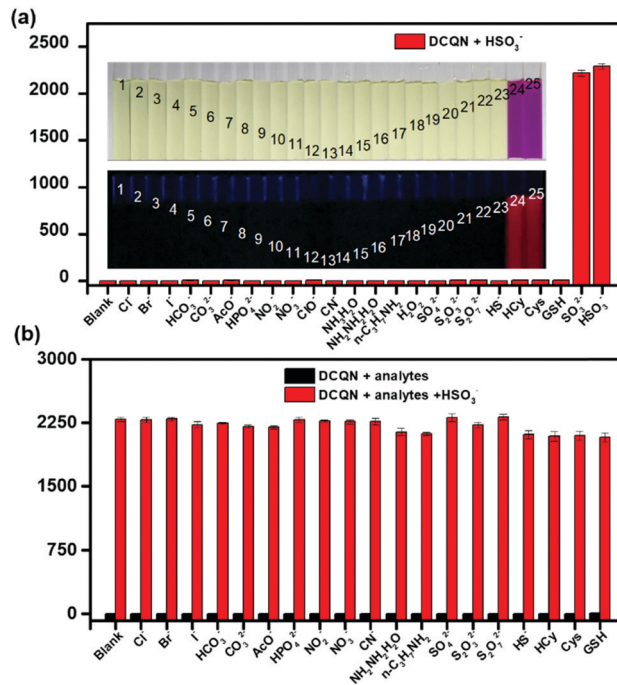 (a)
2500
2000
1500
1000
500
0
DCQN + HSO₃⁻
1 2 3 4 5 6 7 8 9 10 11 12 13 14 15 16 17 18 19 20 21 22 23 24 25
1 2 3 4 5 6 7 8 9 10 11 12 13 14 15 16 17 18 19 20 21 22 23 24 25
Blank
Cl⁻
Br⁻
I⁻
HCO₃⁻
CO₃²⁻
AcO⁻
HPO₄²⁻
NO₂⁻
NO₃⁻
ClO⁻
CN⁻
NH₃H₂O
NH₂NH₂H₂O
n-C₃H₇NH₂
H₂O₂
SO₄²⁻
S₂O₃²⁻
S₂O₇²⁻
HS⁻
HCy
Cys
GSH
SO₃²⁻
HSO₃⁻
(b)
3000
2250
1500
750
0
DCQN + analytes
DCQN + analytes +HSO₃⁻
Blank
Cl⁻
Br⁻
I⁻
HCO₃⁻
CO₃²⁻
AcO⁻
HPO₄²⁻
NO₂⁻
NO₃⁻
CN⁻
NH₂NH₂H₂O
n-C₃H₇NH₂
SO₄²⁻
S₂O₃²⁻
S₂O₇²⁻
HS⁻
HCy
Cys
GSH